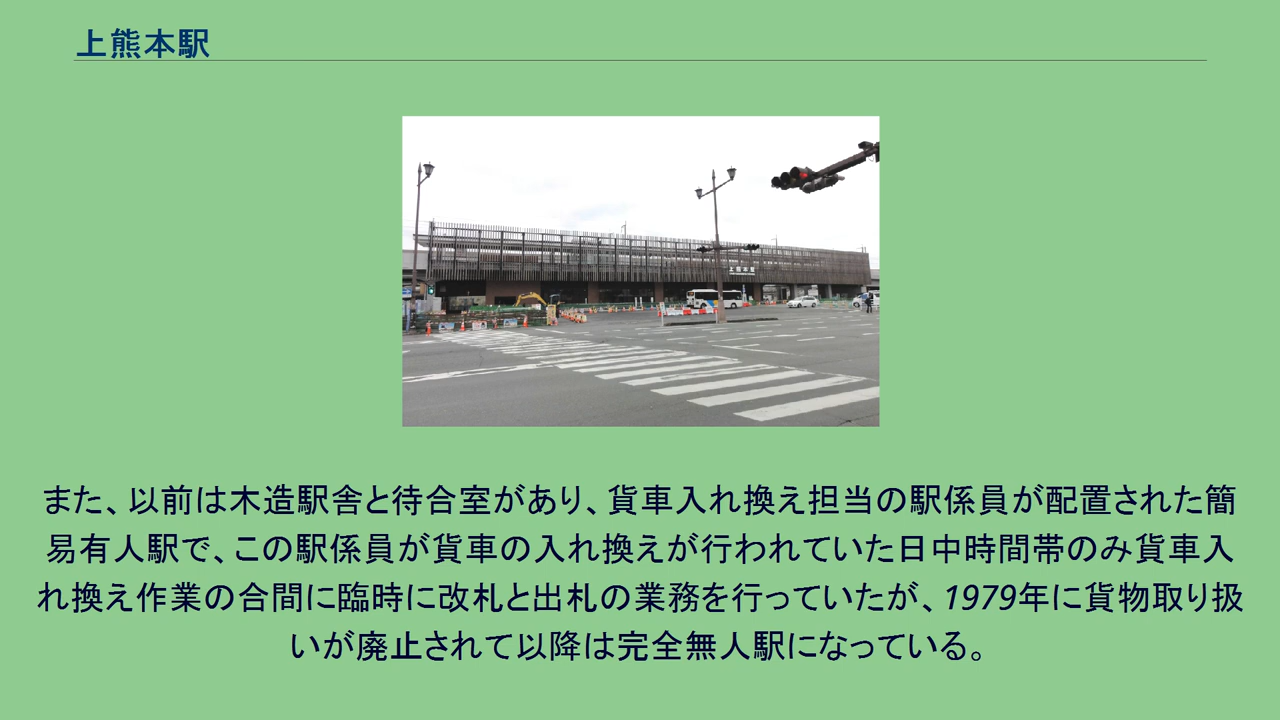 上熊本駅
上熊本駅
また、以前は木造駅舎と待合室があり、貨車入れ換え担当の駅係員が配置された簡
易有人駅で、この駅係員が貨車の入れ換えが行われていた日中時間帯のみ貨車入
れ換え作業の合間に臨時に改札と出札の業務を行っていたが、1979年に貨物取り扱
いが廃止されて以降は完全無人駅になっている。